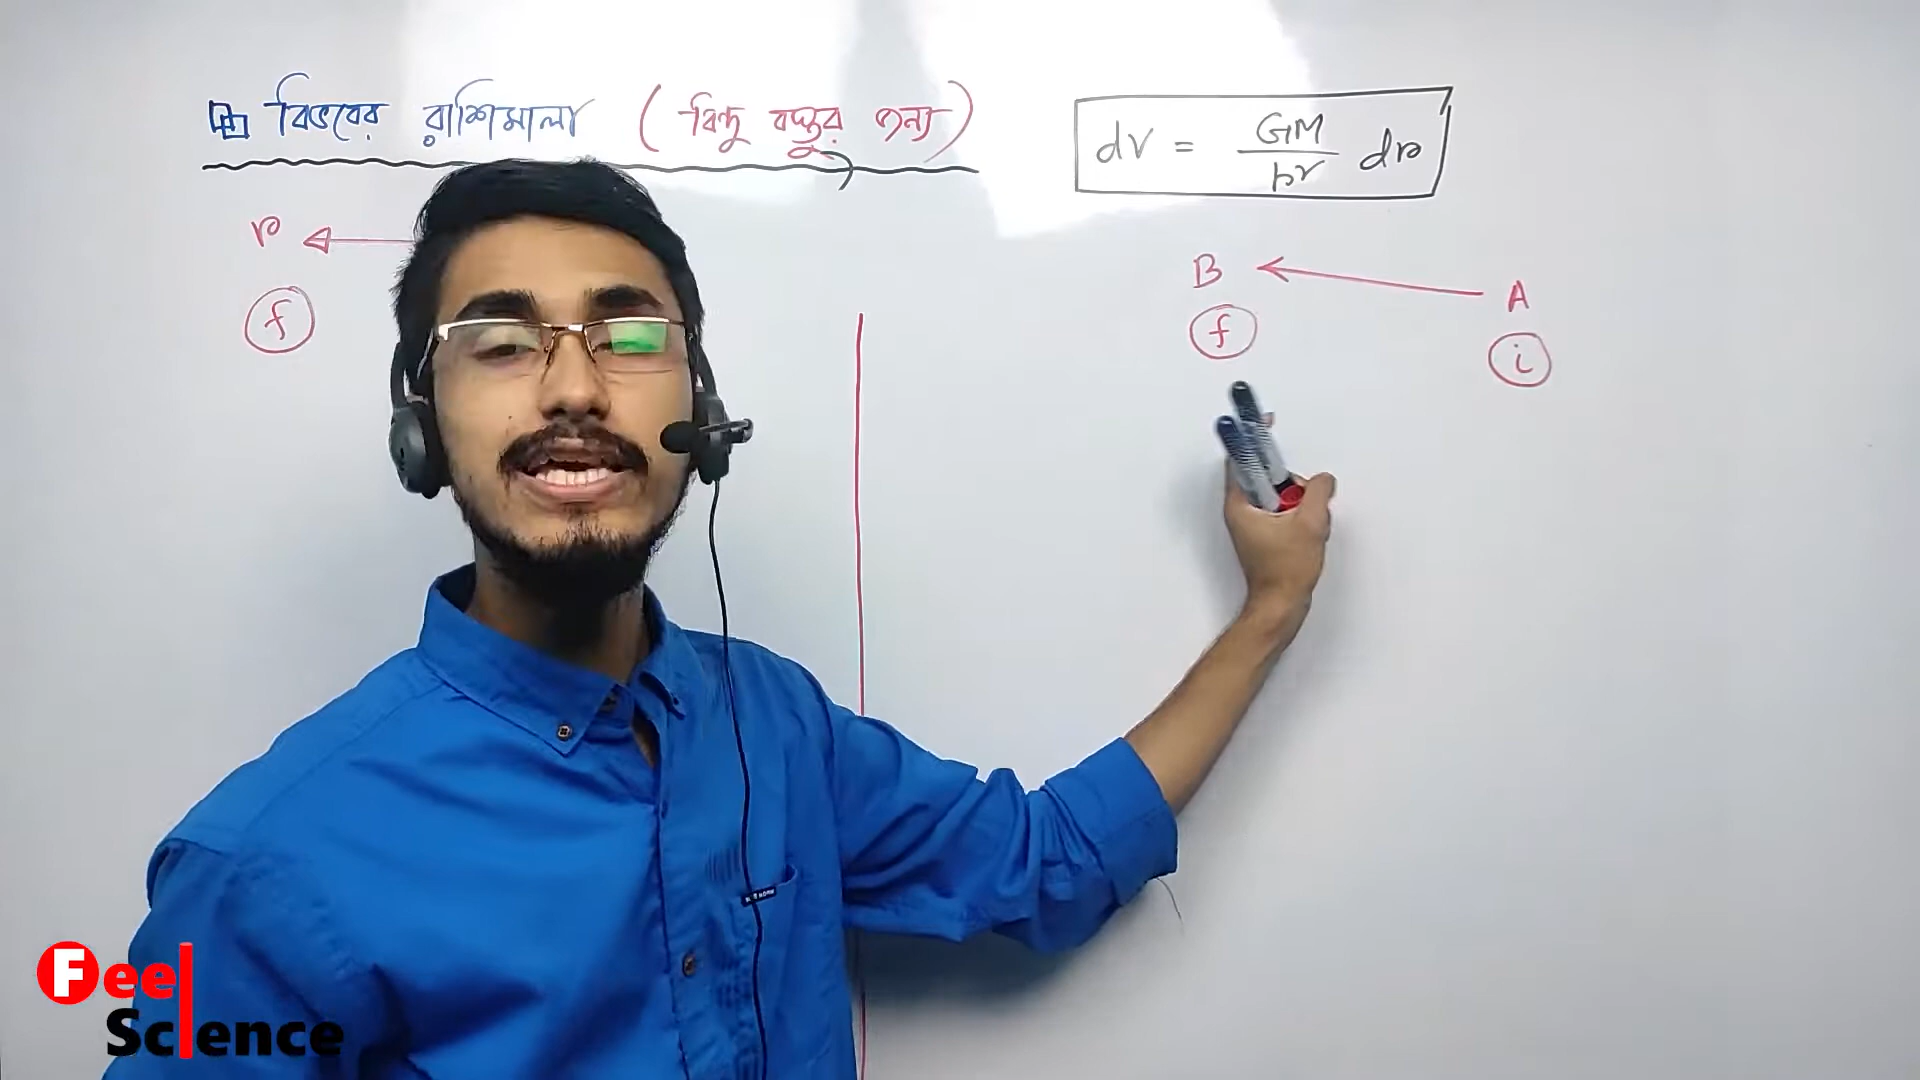 বিভবের রাশিমালা (বিন্দু বস্তুর জন্য)
dV = GM/r² dr
r
f
B A
f i
Feel
Science